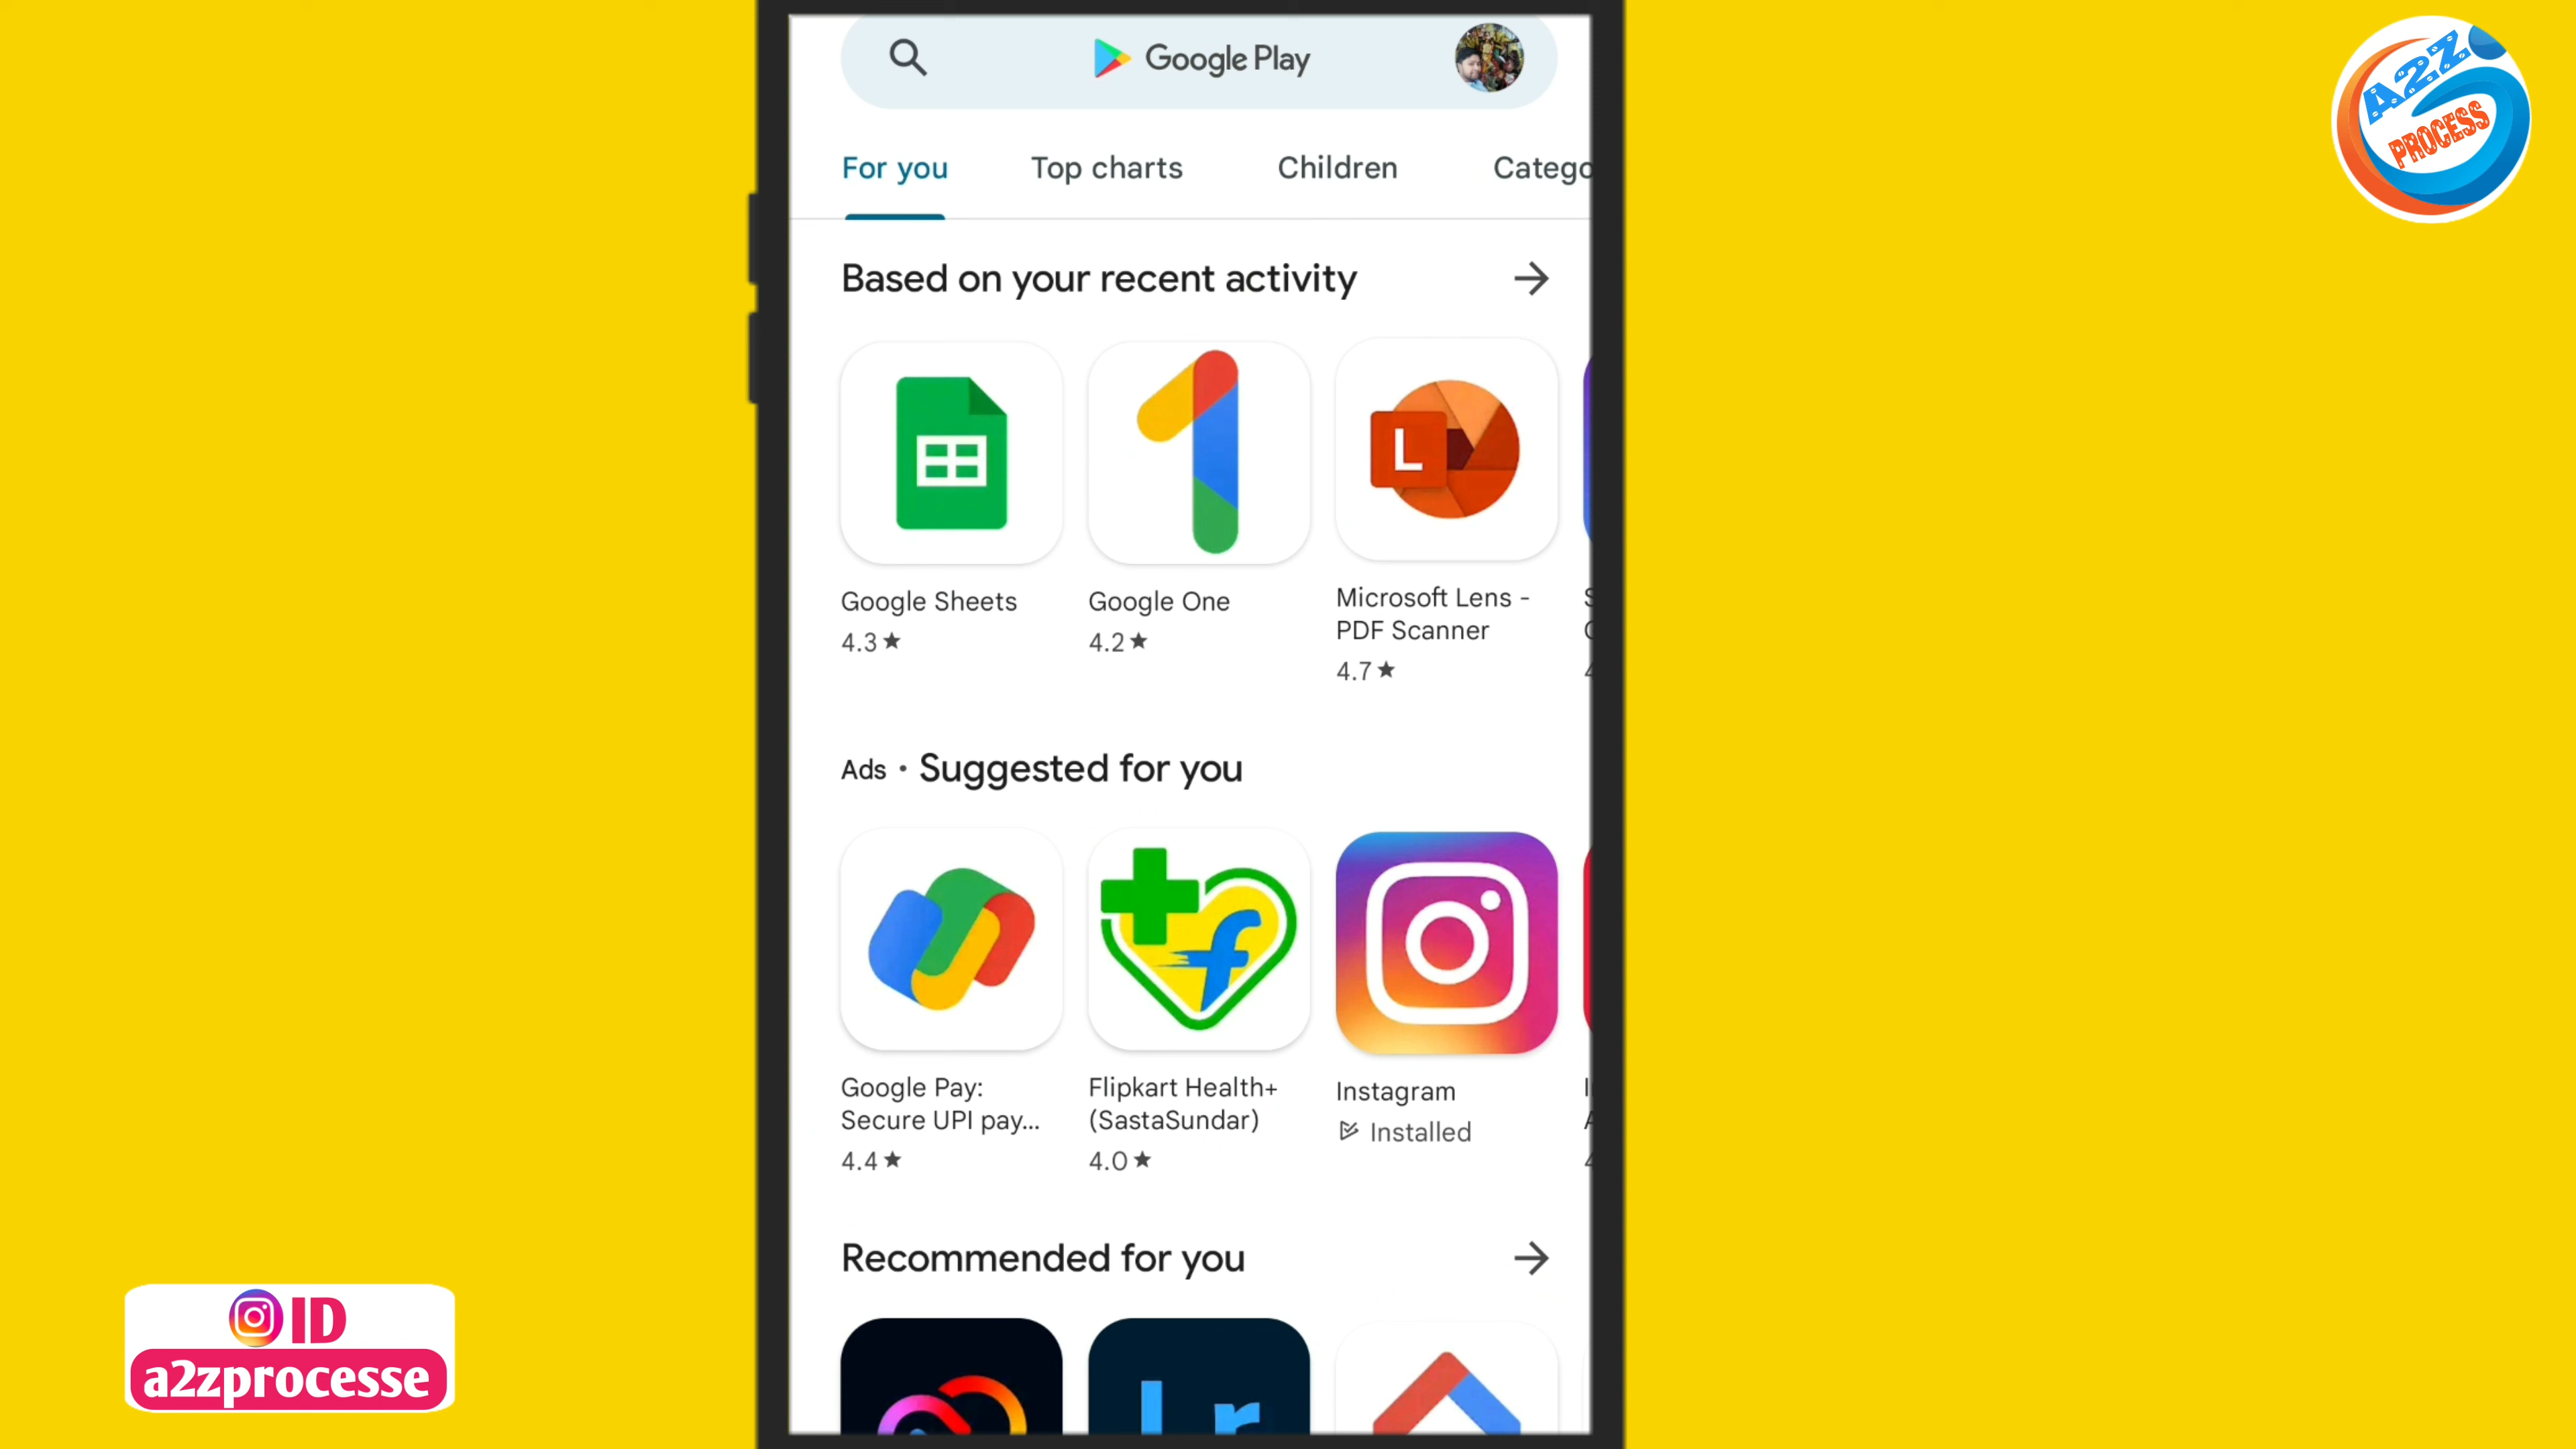 Google Play
A2Z
PROCESS
For you Top charts Children Catego
Based on your recent activity
L
Google Sheets
4.3★
Google One
4.2★
Microsoft Lens -
PDF Scanner
4.7★
Ads • Suggested for you
Google Pay:
Secure UPI pay...
4.4★
Flipkart Health+
(SastaSundar)
4.0★
Instagram
Installed
Recommended for you
Lr
ID
a2zprocesse